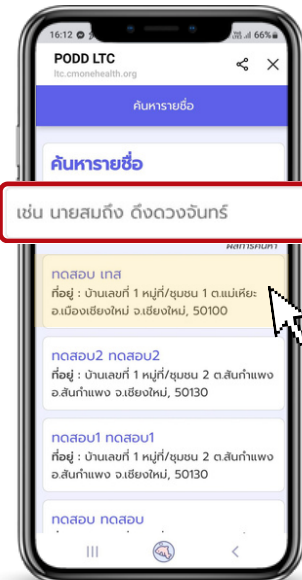 16:12
66%
PODD LTC
ltc.cmonehealth.org
ค้นหารายชื่อ
ค้นหารายชื่อ
เช่น นายสมถึง ดึงดวงจันทร์
ผลการค้นหา
ทดสอบ เทส
ที่อยู่ : บ้านเลขที่ 1 หมู่ที่/ชุมชน 1 ต.แม่เหียะ
อ.เมืองเชียงใหม่ จ.เชียงใหม่, 50100
ทดสอบ2 ทดสอบ2
ที่อยู่ : บ้านเลขที่ 1 หมู่ที่/ชุมชน 2 ต.สันกำแพง
อ.สันกำแพง จ.เชียงใหม่, 50130
ทดสอบ1 ทดสอบ1
ที่อยู่ : บ้านเลขที่ 1 หมู่ที่/ชุมชน 2 ต.สันกำแพง
อ.สันกำแพง จ.เชียงใหม่, 50130
ทดสอบ ทดสอบ